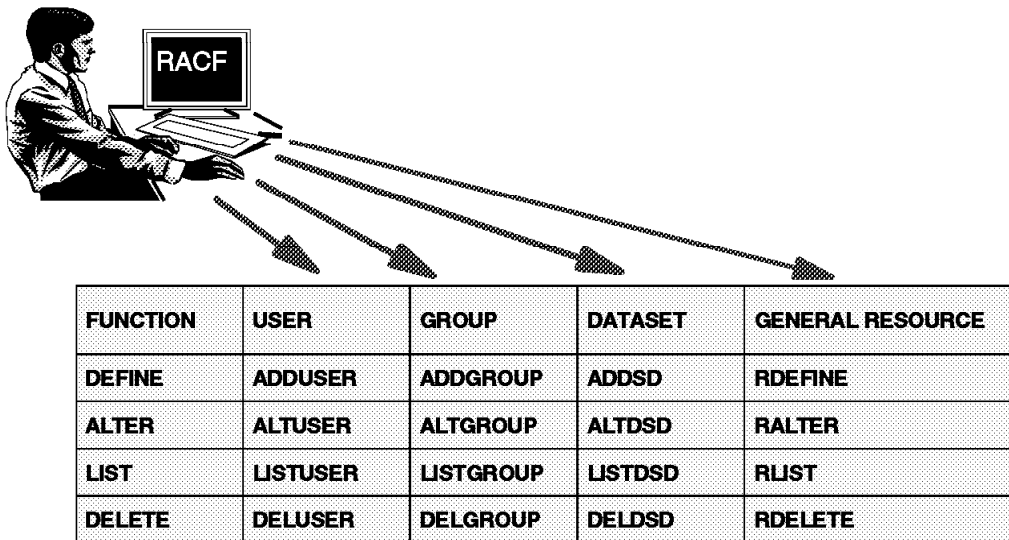 RACF
FUNCTION USER GROUP DATASET GENERAL RESOURCE
DEFINE ADDUSER ADDGROUP ADDSD RDEFINE
ALTER ALTUSER ALTGROUP ALTDSD RALTER
LIST LISTUSER LISTGROUP LISTDSD RLIST
DELETE DELUSER DELGROUP DELDSD RDELETE